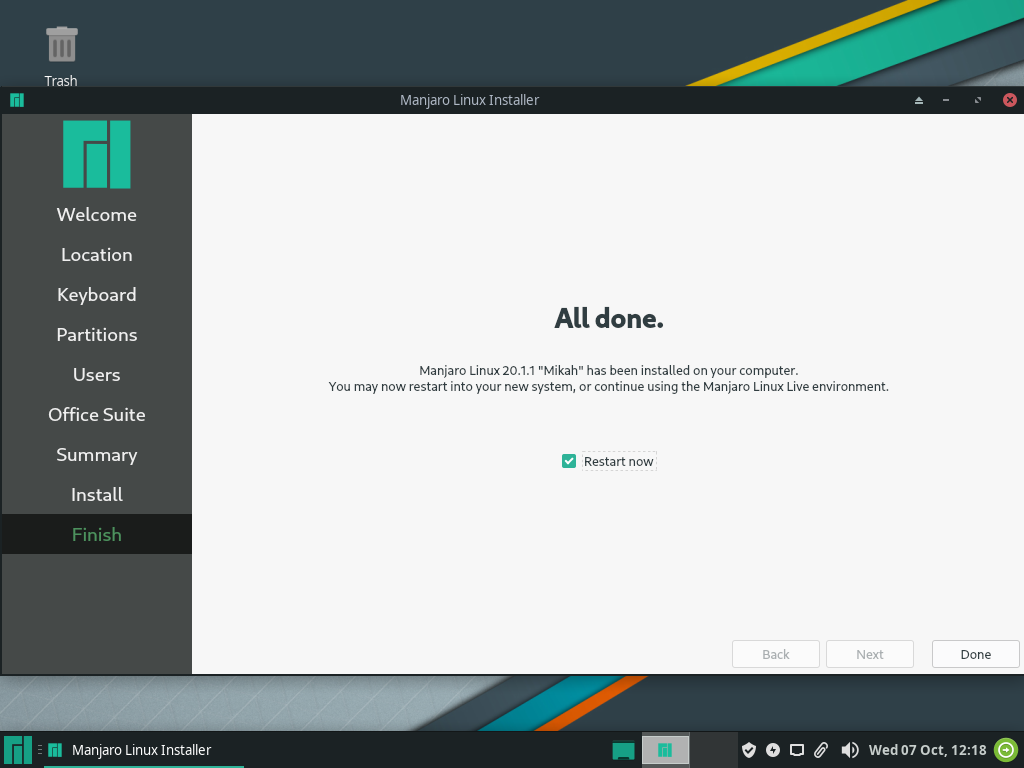 Trash
Manjaro Linux Installer
Welcome
Location
Keyboard
Partitions
Users
Office Suite
Summary
Install
Finish
All done.
Manjaro Linux 20.1.1 "Mikah" has been installed on your computer.
You may now restart into your new system, or continue using the Manjaro Linux Live environment.
Restart now
Back
Next
Done
Manjaro Linux Installer
Wed 07 Oct, 12:18